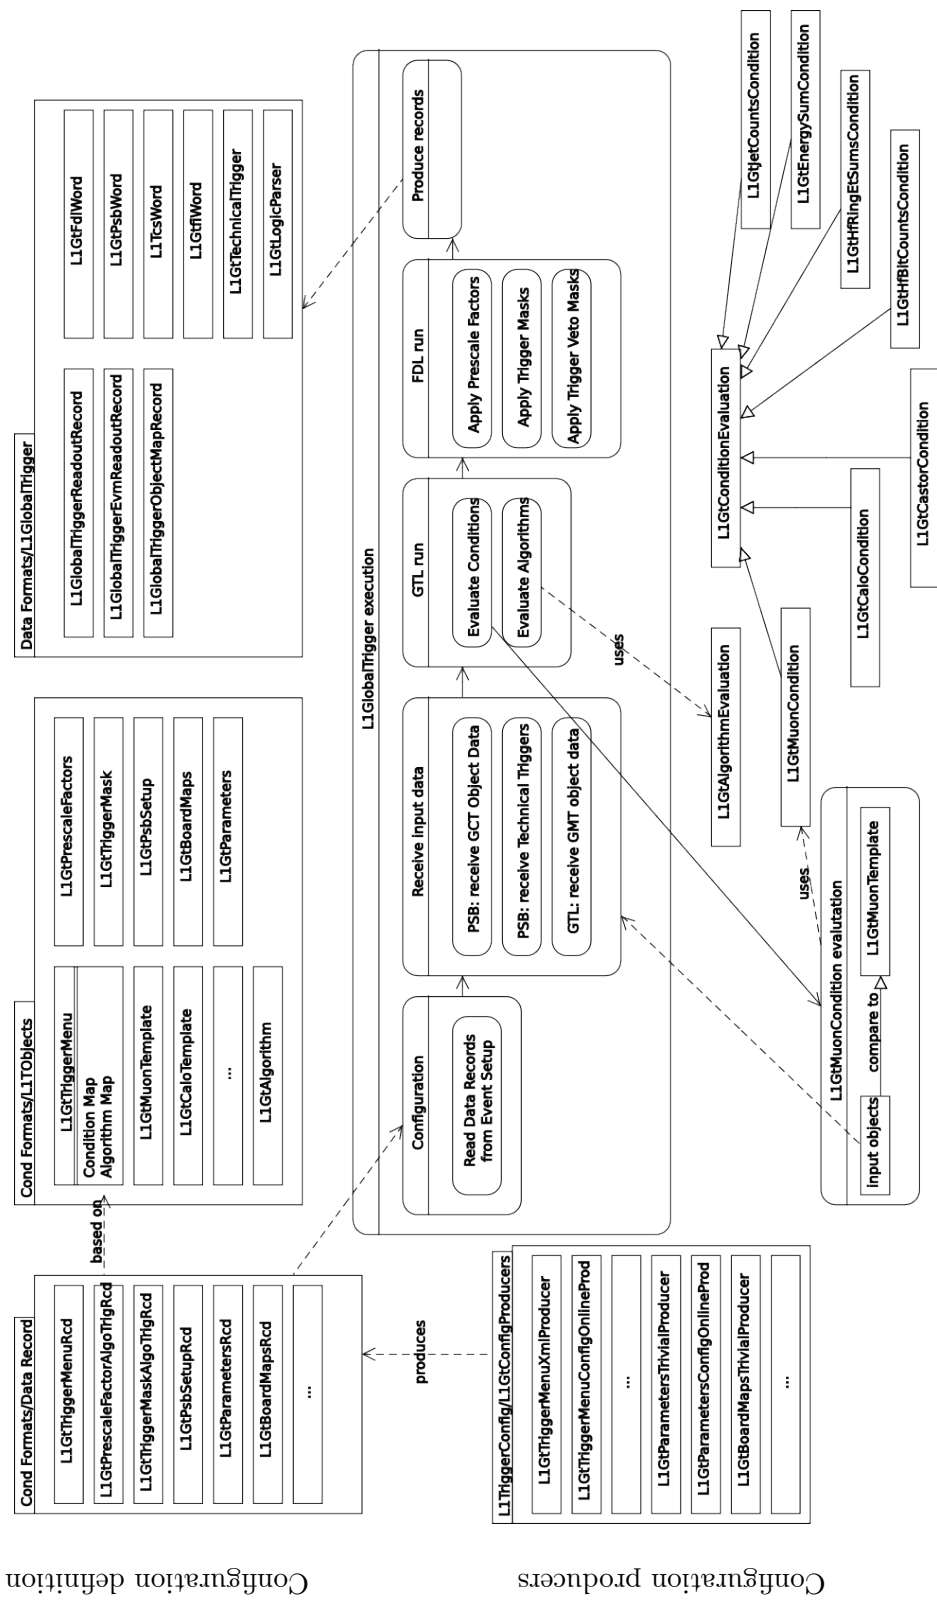 Cond Formats/Data Record
L1GtTriggerMenuRcd
L1GtPrescaleFactorAlgoTrigRcd
L1GtTriggerMaskAlgoTrigRcd
L1GtPsbSetupRcd
L1GtParametersRcd
L1GtBoardMapsRcd
...
based on
Cond Formats/L1TObjects
L1GtTriggerMenu
Condition Map
Algorithm Map
L1GtMuonTemplate
L1GtCaloTemplate
...
L1GtAlgorithm
L1GtPrescaleFactors
L1GtTriggerMask
L1GtPsbSetup
L1GtBoardMaps
L1GtParameters
Data Formats/L1GlobalTrigger
L1GlobalTriggerReadoutRecord
L1GlobalTriggerEvmReadoutRecord
L1GlobalTriggerObjectMapRecord
L1GtFdlWord
L1GtPsbWord
L1TcsWord
L1GtfiWord
L1GtTechnicalTrigger
L1GtLogicParser
L1GlobalTrigger execution
Configuration
Read Data Records
from Event Setup
Receive input data
PSB: receive GCT Object Data
PSB: receive Technical Triggers
GTL: receive GMT object data
GTL run
Evaluate Conditions
Evaluate Algorithms
FDL run
Apply Prescale Factors
Apply Trigger Masks
Apply Trigger Veto Masks
Produce records
produces
L1TriggerConfig/L1GtConfigProducers
L1GtTriggerMenuXmlProducer
L1GtTriggerMenuConfigOnlineProd
...
L1GtParametersTrivialProducer
L1GtParametersConfigOnlineProd
L1GtBoardMapsTrivialProducer
...
uses
L1GtAlgorithmEvaluation
L1GtConditionEvaluation
L1GtJetCountsCondition
L1GtEnergySumCondition
L1GtHfRingEtSumsCondition
L1GtHfBitCountsCondition
L1GtCastorCondition
L1GtCaloCondition
L1GtMuonCondition
uses
L1GtMuonCondition evalutation
input objects
compare to
L1GtMuonTemplate
Configuration definition
Configuration producers